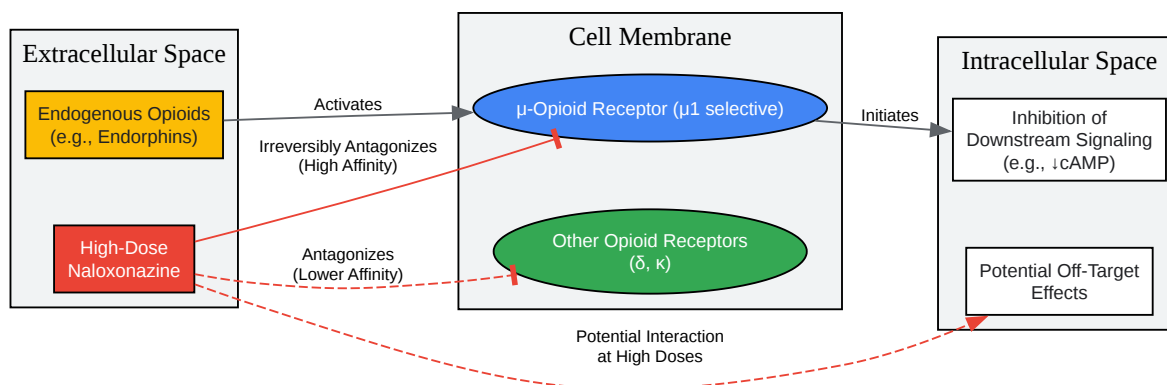 Extracellular Space
Endogenous Opioids
(e.g., Endorphins)
High-Dose
Naloxonazine
Activates
Irreversibly Antagonizes
(High Affinity)
Antagonizes
(Lower Affinity)
Cell Membrane
μ-Opioid Receptor (μ1 selective)
Other Opioid Receptors
(δ, κ)
Potential Interaction
at High Doses
Initiates
Intracellular Space
Inhibition of
Downstream Signaling
(e.g., ↓cAMP)
Potential Off-Target
Effects